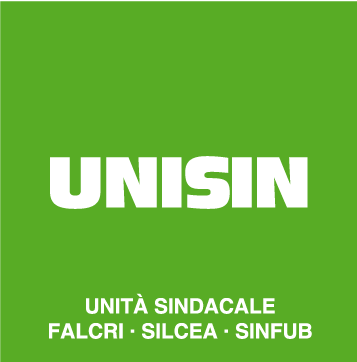 UNISIN
UNITÀ SINDACALE
FALCRI · SILCEA · SINFUB